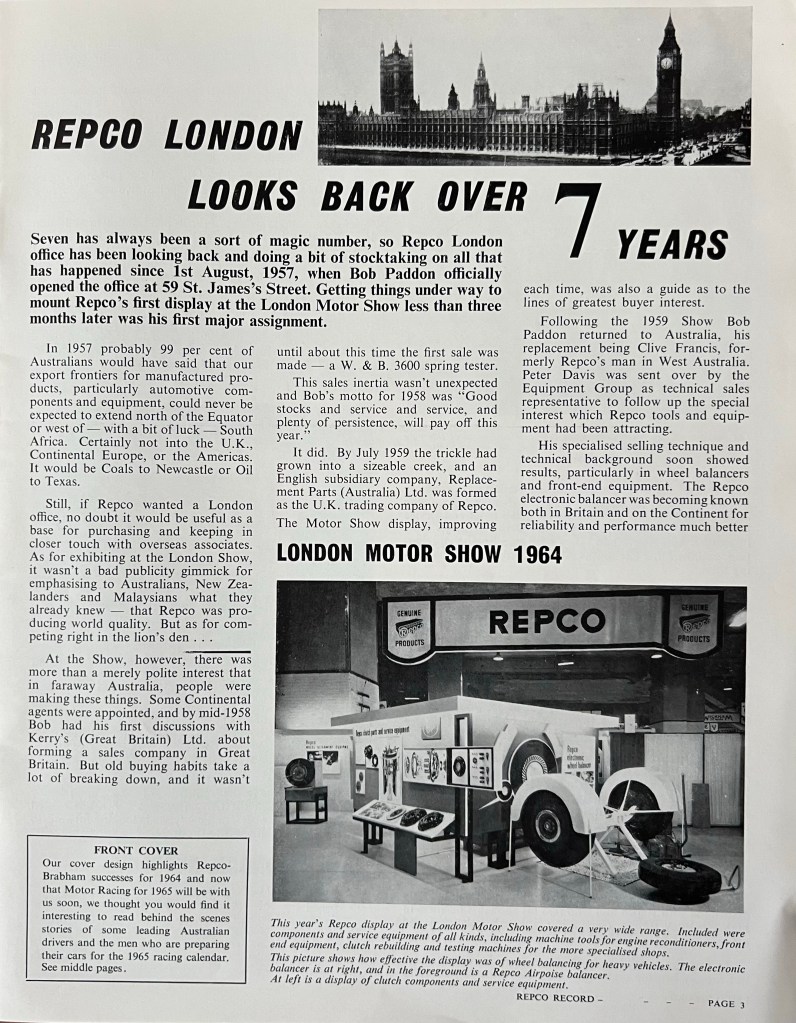 REPCO LONDON
LOOKS BACK OVER 7 YEARS
Seven has always been a sort of magic number, so Repco London
office has been looking back and doing a bit of stocktaking on all that
has happened since 1st August, 1957, when Bob Paddon officially
opened the office at 59 St. James's Street. Getting things under way to
mount Repco's first display at the London Motor Show less than three
months later was his first major assignment.
In 1957 probably 99 per cent of
Australians would have said that our
export frontiers for manufactured pro-
ducts, particularly automotive com-
ponents and equipment, could never be
expected to extend north of the Equator
or west of — with a bit of luck — South
Africa. Certainly not into the U.K.,
Continental Europe, or the Americas.
It would be Coals to Newcastle or Oil
to Texas.
Still, if Repco wanted a London
office, no doubt it would be useful as a
base for purchasing and keeping in
closer touch with overseas associates.
As for exhibiting at the London Show,
it wasn't a bad publicity gimmick for
emphasising to Australians, New Zea-
landers and Malaysians what they
already knew — that Repco was pro-
ducing world quality. But as for com-
peting right in the lion's den . . .
At the Show, however, there was
more than a merely polite interest that
in faraway Australia, people were
making these things. Some Continental
agents were appointed, and by mid-1958
Bob had his first discussions with
Kerry's (Great Britain) Ltd. about
forming a sales company in Great
Britain. But old buying habits take a
lot of breaking down, and it wasn't
until about this time the first sale was
made — a W. & B. 3600 spring tester.
This sales inertia wasn't unexpected
and Bob's motto for 1958 was "Good
stocks and service and service, and
plenty of persistence, will pay off this
year."
It did. By July 1959 the trickle had
grown into a sizeable creek, and an
English subsidiary company, Replace-
ment Parts (Australia) Ltd. was formed
as the U.K. trading company of Repco.
The Motor Show display, improving
each time, was also a guide as to the
lines of greatest buyer interest.
Following the 1959 Show Bob
Paddon returned to Australia, his
replacement being Clive Francis, for-
merly Repco's man in West Australia.
Peter Davis was sent over by the
Equipment Group as technical sales
representative to follow up the special
interest which Repco tools and equip-
ment had been attracting.
His specialised selling technique and
technical background soon showed
results, particularly in wheel balancers
and front-end equipment. The Repco
electronic balancer was becoming known
both in Britain and on the Continent for
reliability and performance much better
LONDON MOTOR SHOW 1964
GENUINE
Repco
PRODUCTS
REPCO
GENUINE
Repco
PRODUCTS
Repco clutch parts and service equipment
Repco
electronic
wheel balancer
This year's Repco display at the London Motor Show covered a very wide range. Included were
components and service equipment of all kinds, including machine tools for engine reconditioners, front
end equipment, clutch rebuilding and testing machines for the more specialised shops.
This picture shows how effective the display was of wheel balancing for heavy vehicles. The electronic
balancer is at right, and in the foreground is a Repco Airpoise balancer.
At left is a display of clutch components and service equipment.
FRONT COVER
Our cover design highlights Repco-
Brabham successes for 1964 and now
that Motor Racing for 1965 will be with
us soon, we thought you would find it
interesting to read behind the scenes
stories of some leading Australian
drivers and the men who are preparing
their cars for the 1965 racing calendar.
See middle pages.
REPCO RECORD – - - - PAGE 3